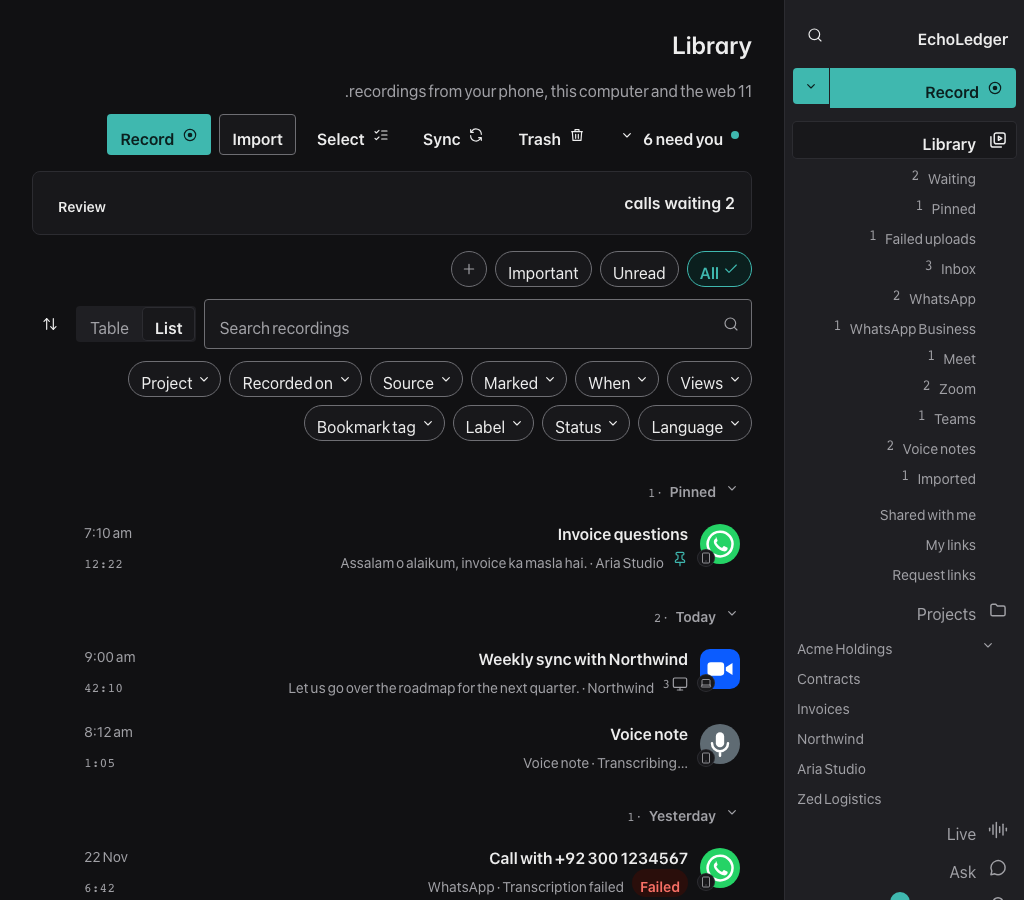 EchoLedger
Record
Library
Waiting 2
Pinned 1
Failed uploads 1
Inbox 3
WhatsApp 2
WhatsApp Business 1
Meet 1
Zoom 2
Teams 1
Voice notes 2
Imported 1
Shared with me
My links
Request links
Projects
Acme Holdings
Contracts
Invoices
Northwind
Aria Studio
Zed Logistics
Live
Ask
Library
.recordings from your phone, this computer and the web 11
6 need you
Trash
Sync
Select
Import
Record
calls waiting 2
Review
All
Unread
Important
Search recordings
List
Table
Views
When
Marked
Source
Recorded on
Project
Language
Status
Label
Bookmark tag
Pinned · 1
Invoice questions
7:10 am
Assalam o alaikum, invoice ka masla hai. · Aria Studio
12:22
Today · 2
Weekly sync with Northwind
9:00 am
3
Let us go over the roadmap for the next quarter. · Northwind
42:10
Voice note
8:12 am
Voice note · Transcribing...
1:05
Yesterday · 1
Call with +92 300 1234567
22 Nov
Failed
WhatsApp · Transcription failed
6:42